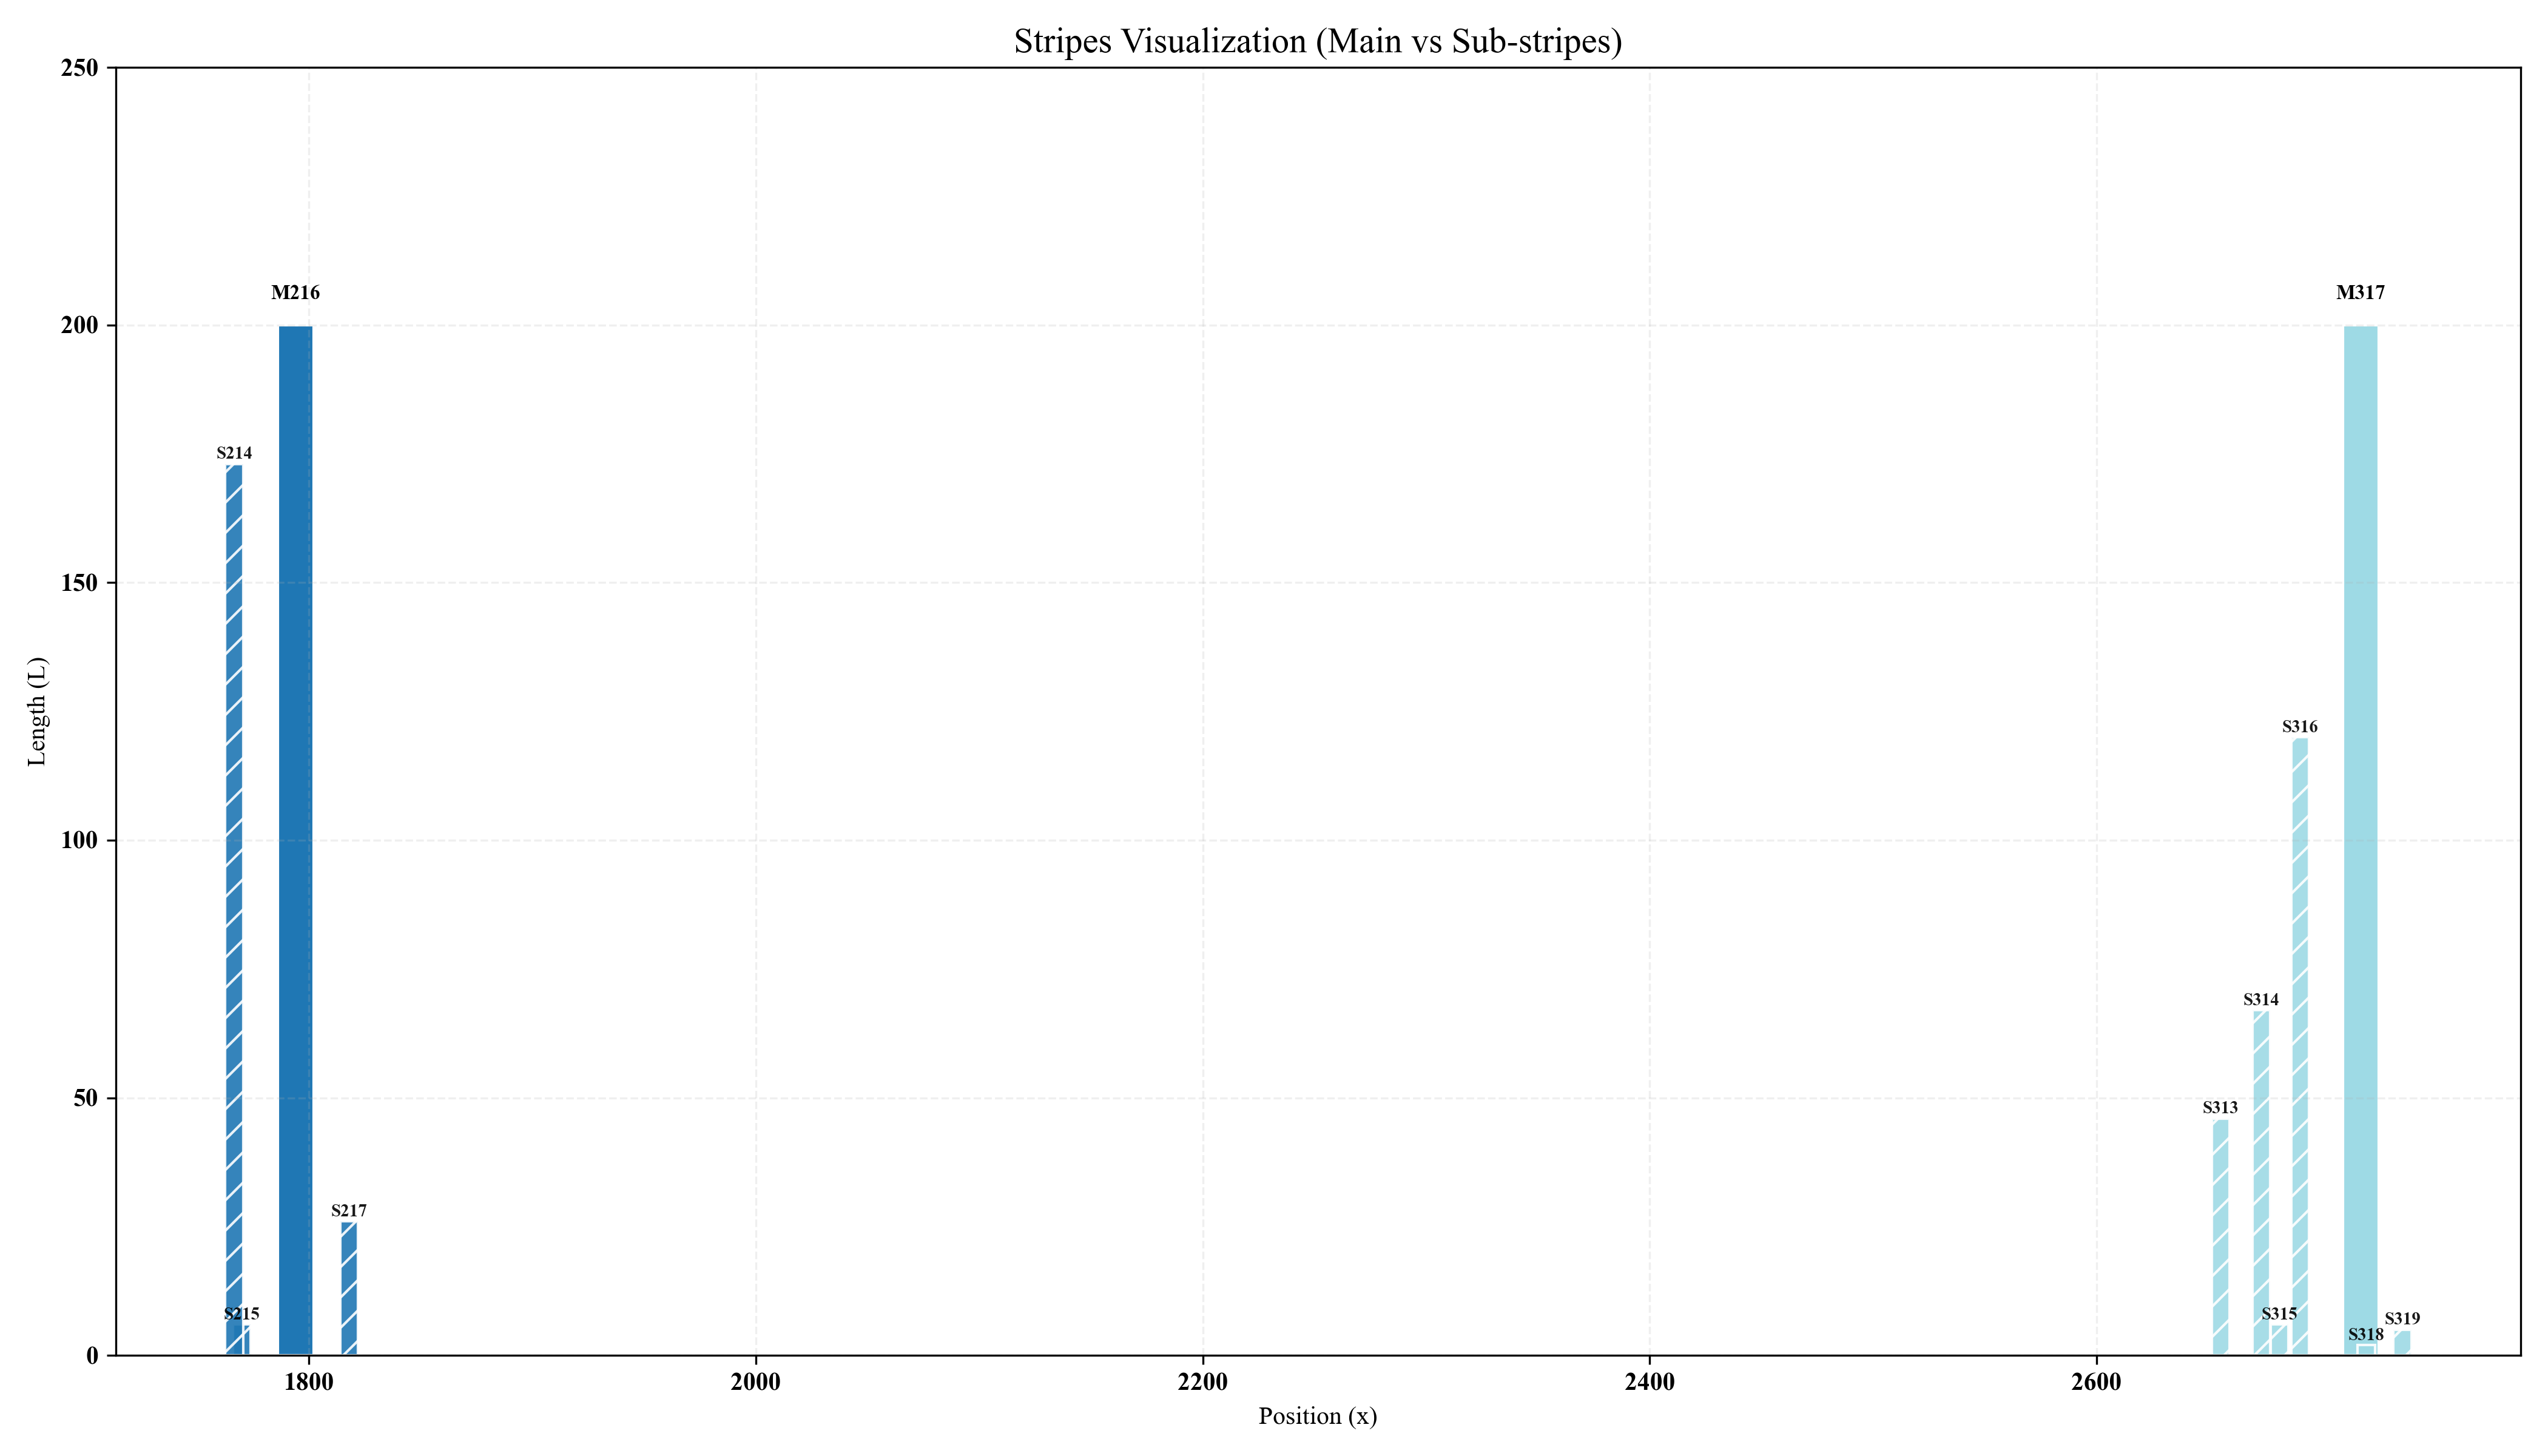 Stripes Visualization (Main vs Sub-stripes)
250
M216
M317
200
S214
150
Length (L)
S316
100
S314
50
S313
S217
S215
S315
S319
S318
0
1800
2000
2200
2400
2600
Position (x)